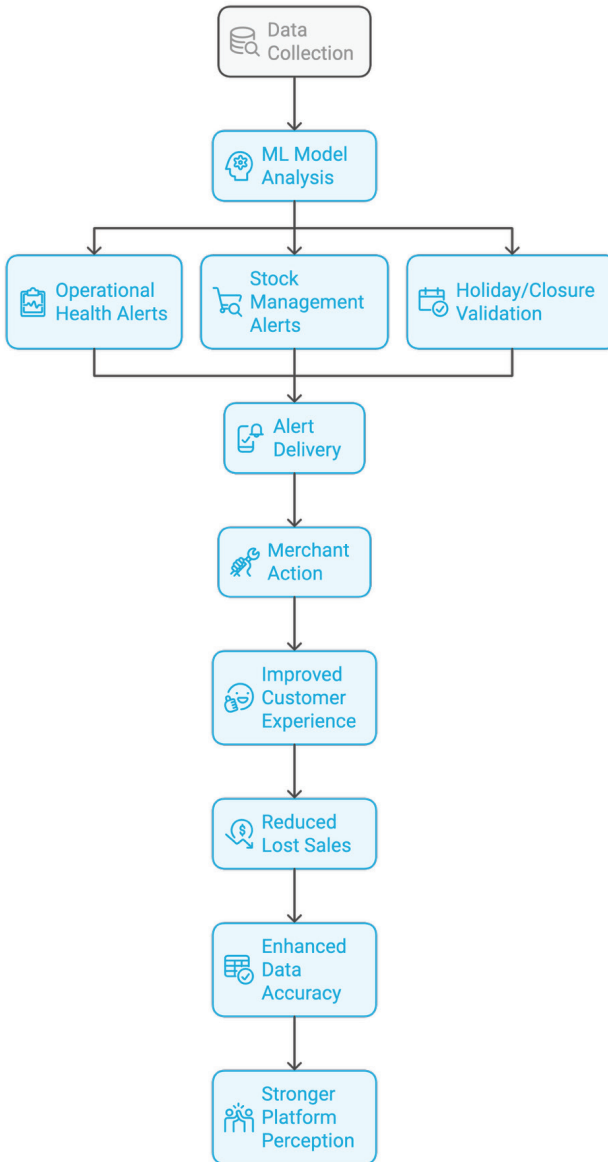 Data
Collection
ML Model
Analysis
Operational
Health Alerts
Stock
Management
Alerts
Holiday/Closure
Validation
Alert
Delivery
Merchant
Action
Improved
Customer
Experience
Reduced
Lost Sales
Enhanced
Data
Accuracy
Stronger
Platform
Perception